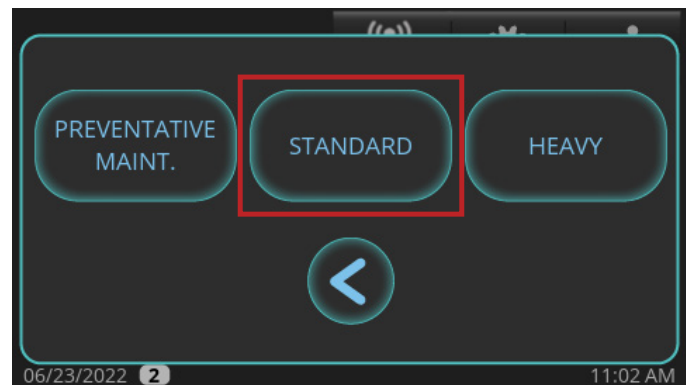 PREVENTATIVE
MAINT.
STANDARD
HEAVY
06/23/2022 2
11:02 AM